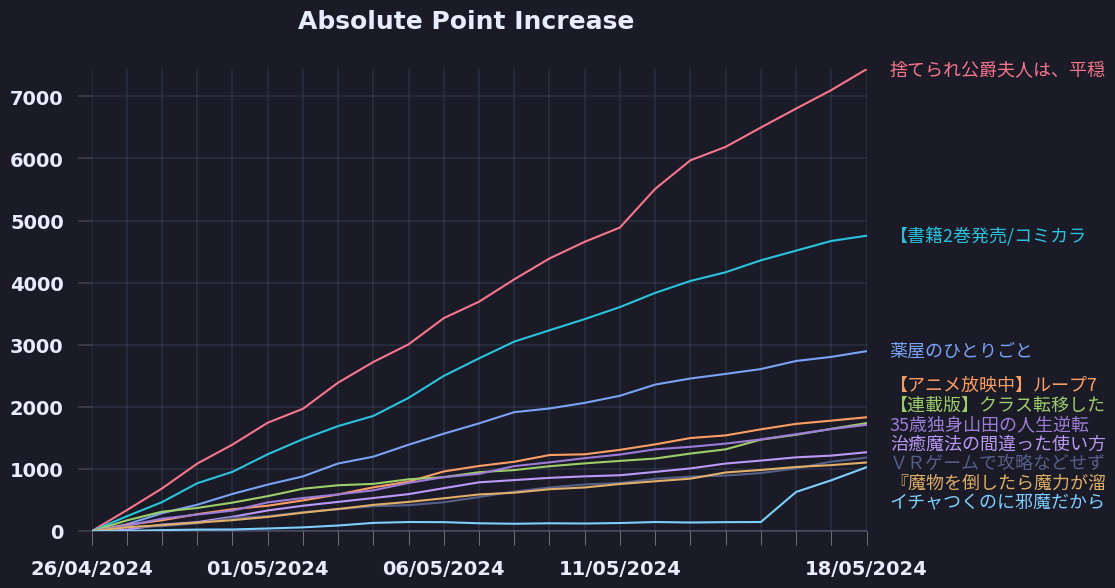 Absolute Point Increase
7000
6000
5000
4000
3000
2000
1000
0
26/04/2024
01/05/2024
06/05/2024
11/05/2024
18/05/2024
捨てられ公爵夫人は、平穏
【書籍2巻発売/コミカラ
薬屋のひとりごと
【アニメ放映中】ループ7
【連載版】クラス転移した
35歳独身山田の人生逆転
治癒魔法の間違った使い方
ＶＲゲームで攻略などせず
『魔物を倒したら魔力が溜
イチャつくのに邪魔だから